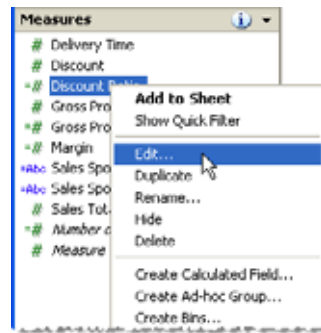 Measures
# Delivery Time
# Discount
=# Discount
# Gross Pro
=# Gross Pro
=# Margin
=Abc Sales Spo
=Abc Sales Spo
# Sales Tot
=# Number
# Measure
Add to Sheet
Show Quick Filter
Edit...
Duplicate
Rename...
Hide
Delete
Create Calculated Field...
Create Ad-hoc Group...
Create Bins...